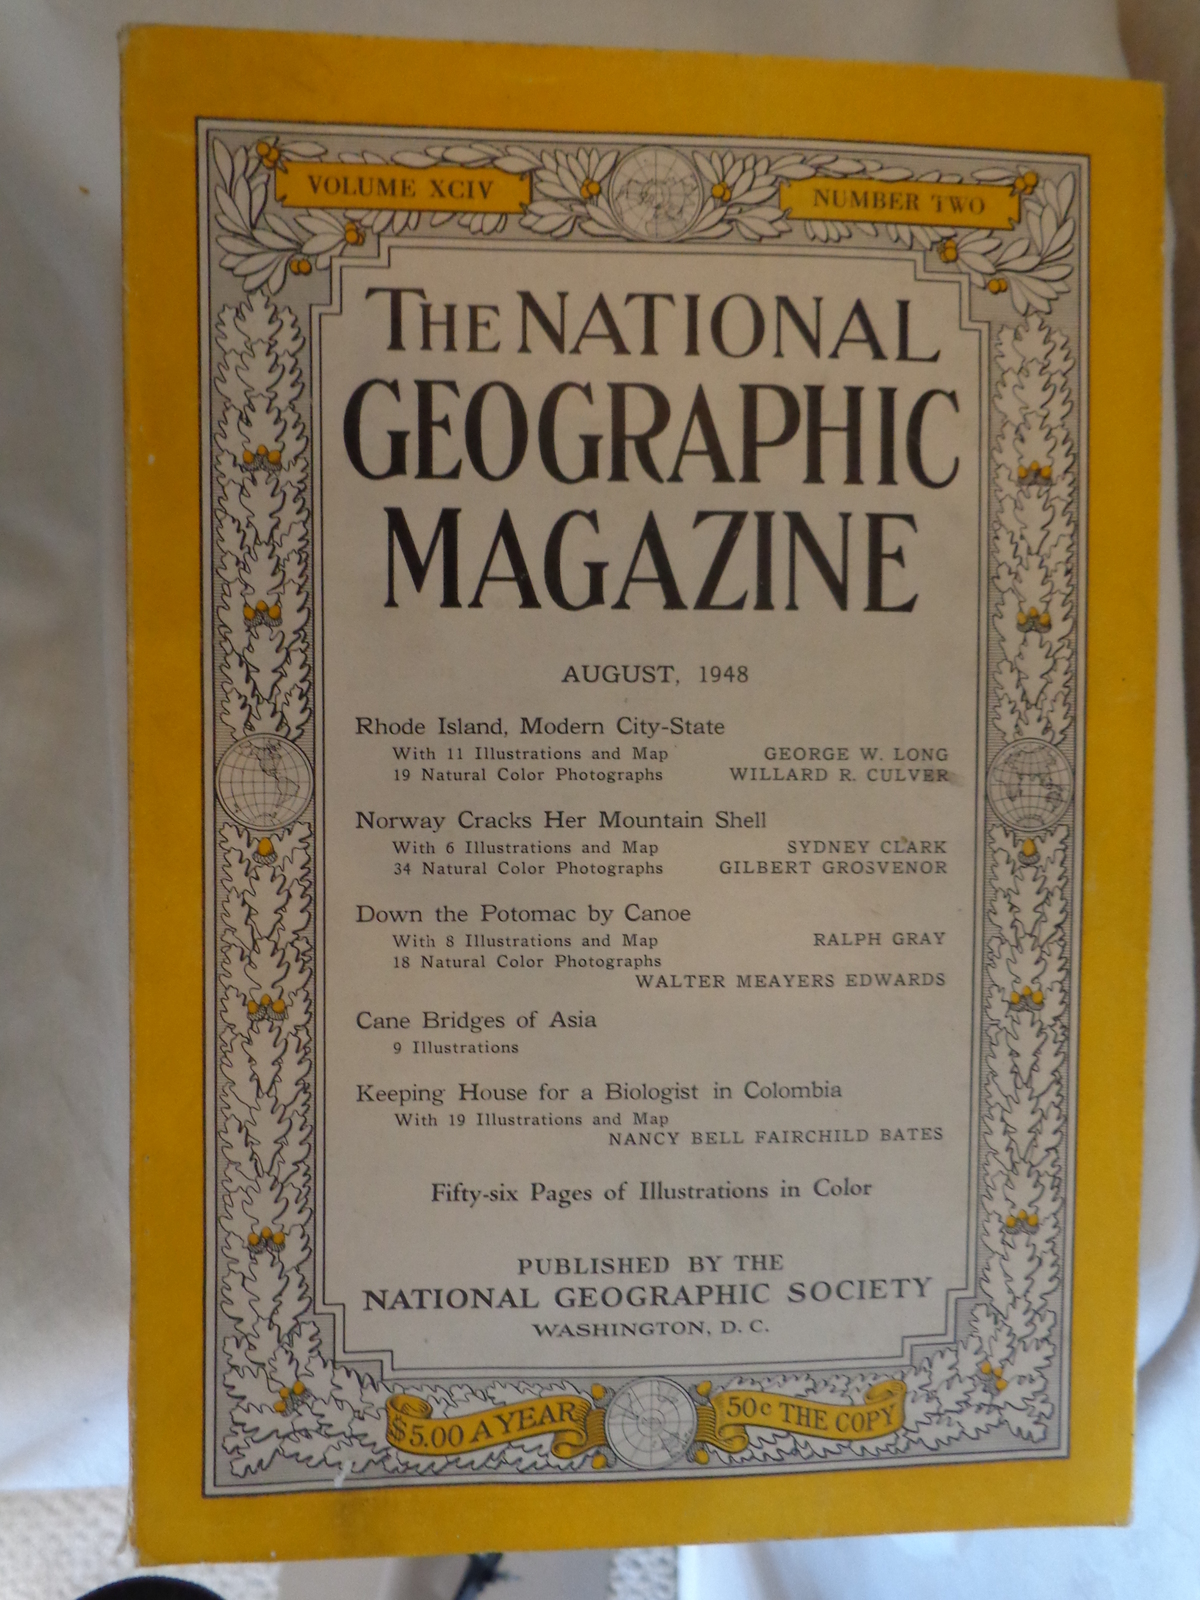 VOLUME XCIV
NUMBER TWO
THE NATIONAL
GEOGRAPHIC
MAGAZINE
AUGUST, 1948
Rhode Island, Modern City-State
With 11 Illustrations and Map GEORGE W. LONG
19 Natural Color Photographs WILLARD R. CULVER
Norway Cracks Her Mountain Shell
With 6 Illustrations and Map SYDNEY CLARK
34 Natural Color Photographs GILBERT GROSVENOR
Down the Potomac by Canoe
With 8 Illustrations and Map RALPH GRAY
18 Natural Color Photographs
WALTER MEAYERS EDWARDS
Cane Bridges of Asia
9 Illustrations
Keeping House for a Biologist in Colombia
With 19 Illustrations and Map
NANCY BELL FAIRCHILD BATES
Fifty-six Pages of Illustrations in Color
PUBLISHED BY THE
NATIONAL GEOGRAPHIC SOCIETY
WASHINGTON, D. C.
$5.00 A YEAR
50c THE COPY